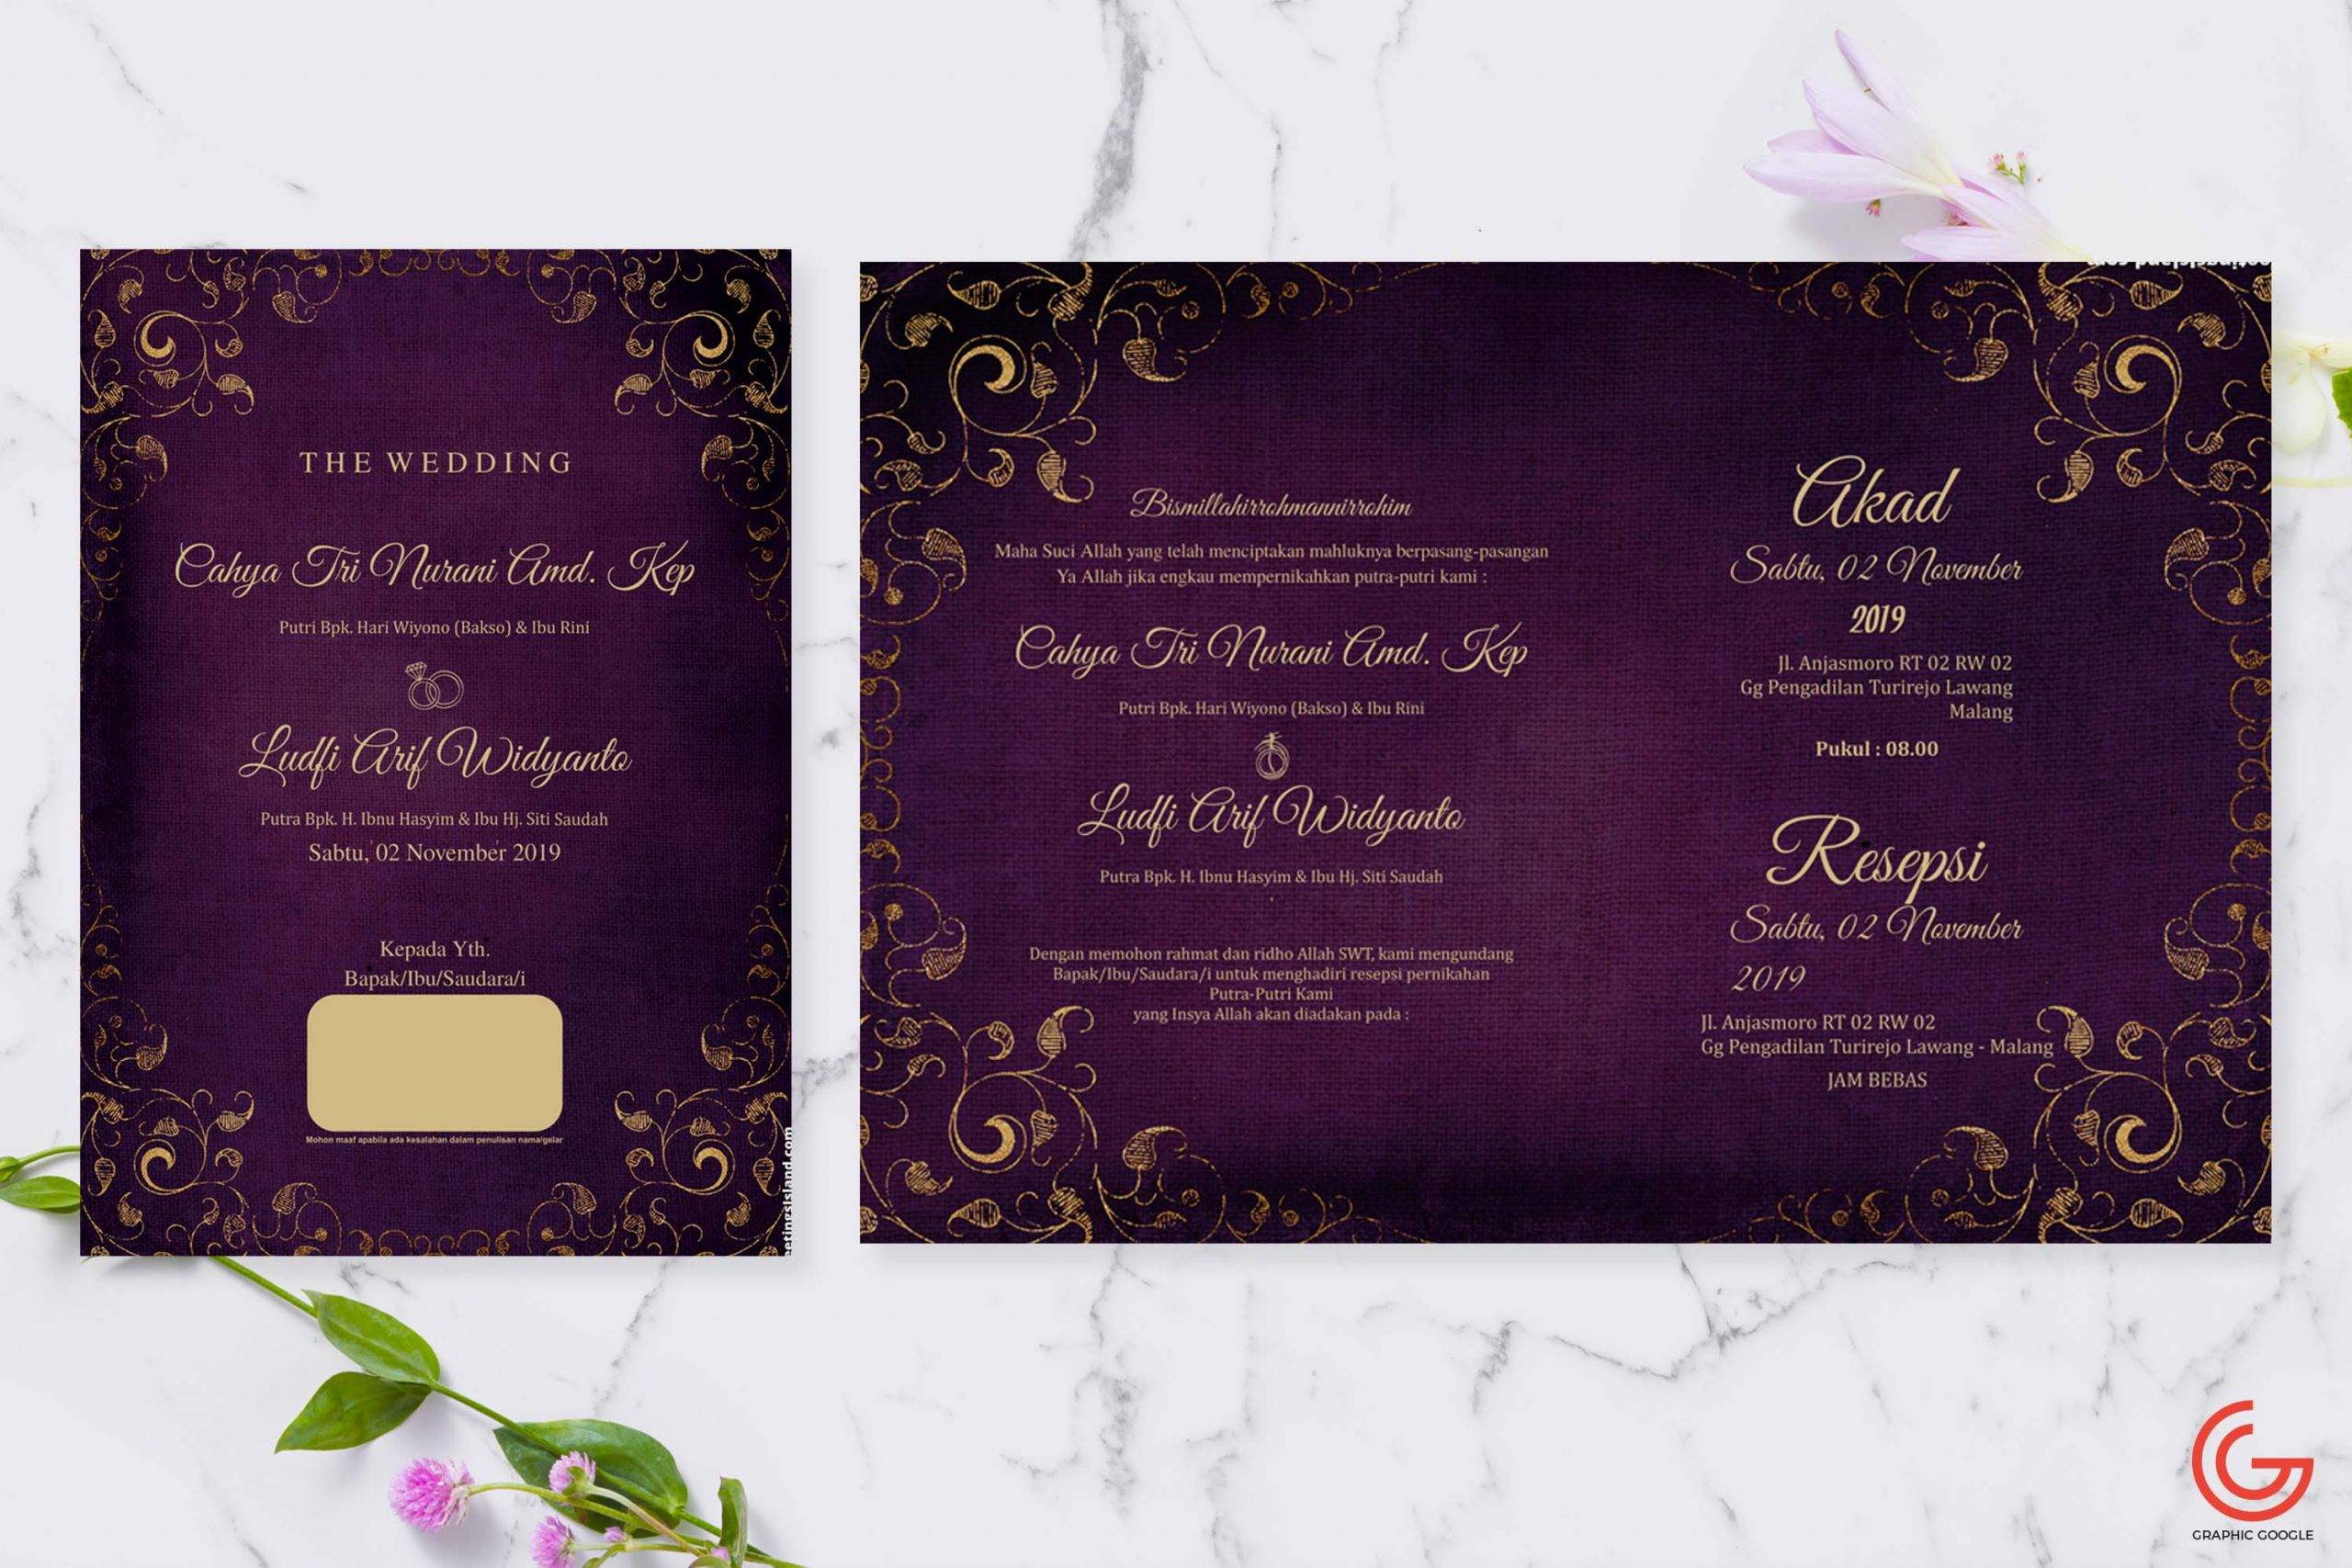 THE WEDDING
Cahya Tri Nurani Amd. Kep
Putri Bpk. Hari Wiyono (Bakso) & Ibu Rini
Ludfi Arif Widyanto
Putra Bpk. H. Ibnu Hasyim & Ibu Hj. Siti Saudah
Sabtu, 02 November 2019
Kepada Yth.
Bapak/Ibu/Saudara/i
Mohon maaf apabila ada kesalahan dalam penulisan nama/gelar
Bismillahirrohmannirrohim
Maha Suci Allah yang telah menciptakan mahluknya berpasang-pasangan
Ya Allah jika engkau mempernikahkan putra-putri kami :
Cahya Tri Nurani Amd. Kep
Putri Bpk. Hari Wiyono (Bakso) & Ibu Rini
Ludfi Arif Widyanto
Putra Bpk. H. Ibnu Hasyim & Ibu Hj. Siti Saudah
Dengan memohon rahmat dan ridho Allah SWT, kami mengundang
Bapak/Ibu/Saudara/i untuk menghadiri resepsi pernikahan
Putra-Putri Kami
yang Insya Allah akan diadakan pada :
Akad
Sabtu, 02 November
2019
Jl. Anjasmoro RT 02 RW 02
Gg Pengadilan Turirejo Lawang
Malang
Pukul : 08.00
Resepsi
Sabtu, 02 November
2019
Jl. Anjasmoro RT 02 RW 02
Gg Pengadilan Turirejo Lawang - Malang
JAM BEBAS
GRAPHIC GOOGLE